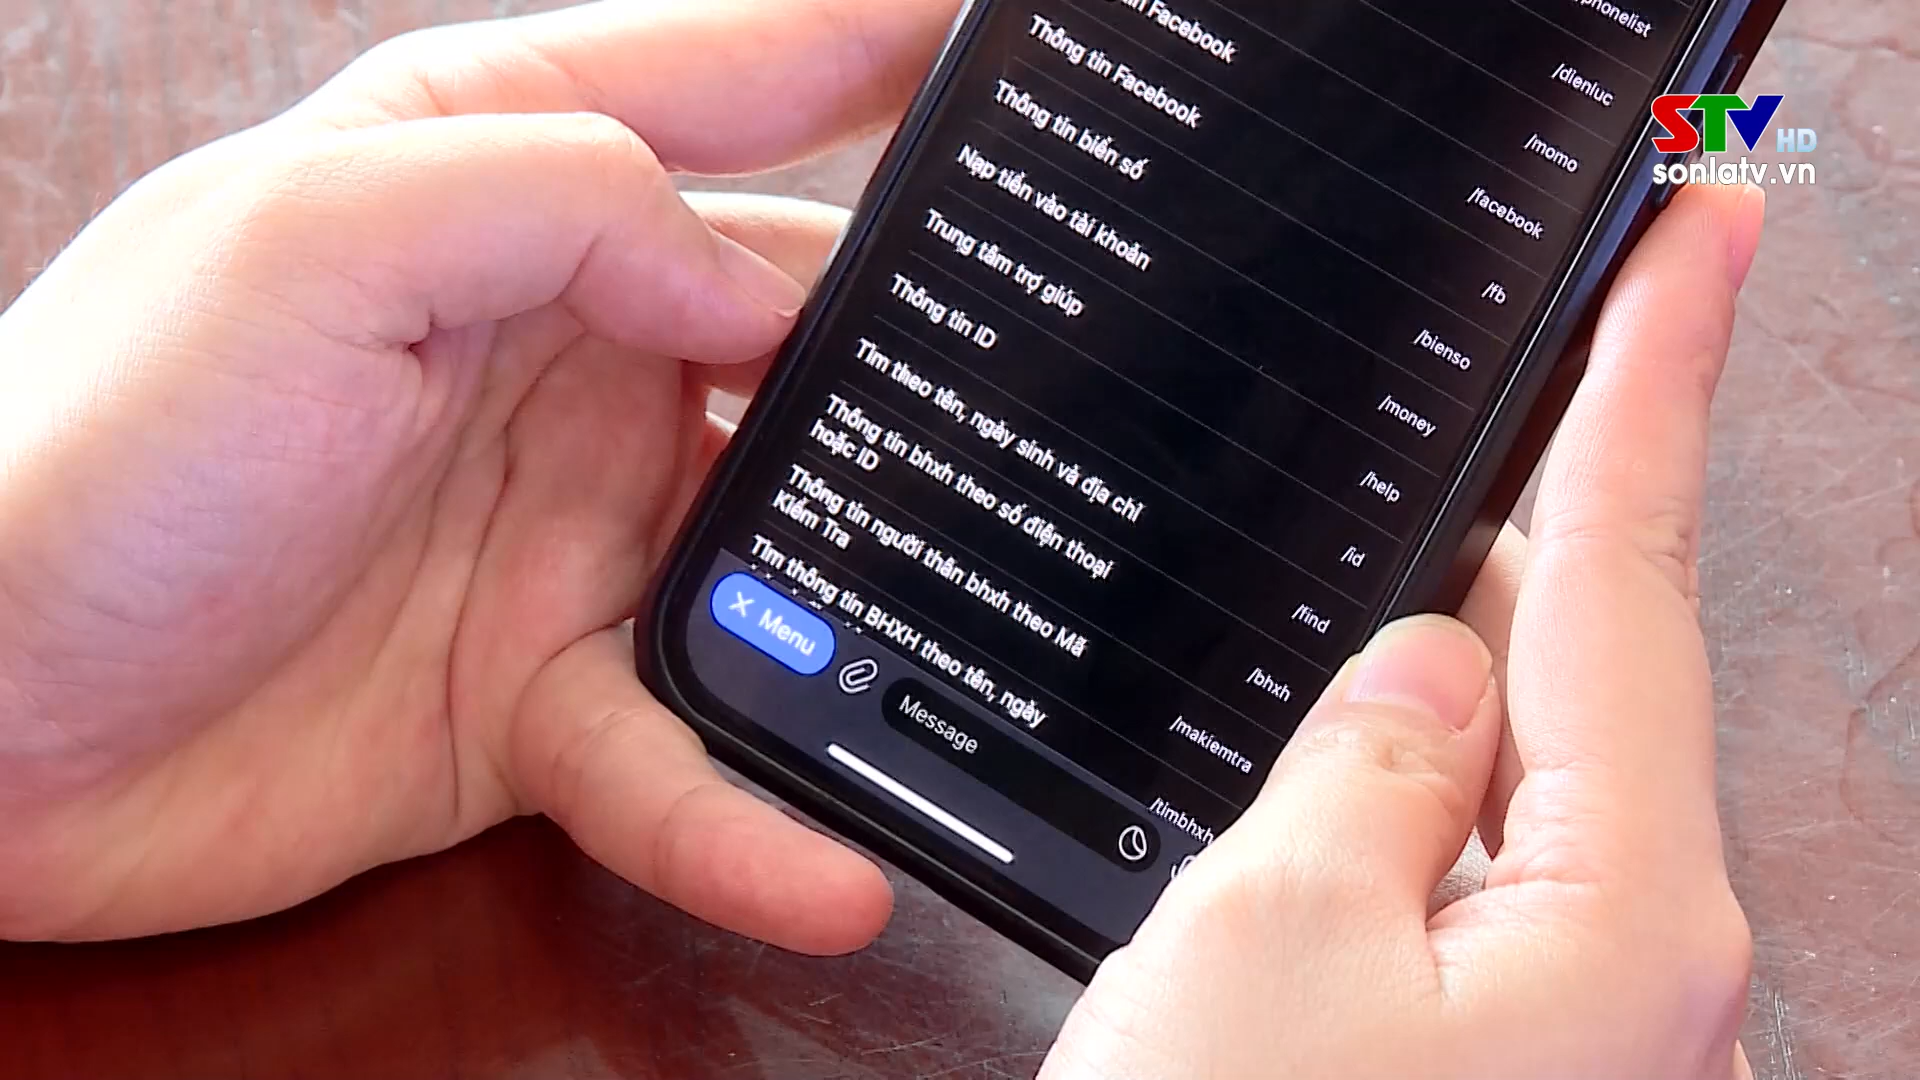 /phonelist
/dienluc
tin Facebook
/momo
Thông tin Facebook
/facebook
Thông tin biển số
/fb
Nạp tiền vào tài khoản
/bienso
Trung tâm trợ giúp
/money
Thông tin ID
/help
Tìm theo tên, ngày sinh và địa chỉ
/id
Thông tin bhxh theo số điện thoại
hoặc ID
/find
Thông tin người thân bhxh theo Mã
Kiểm Tra
/bhxh
Tìm thông tin BHXH theo tên, ngày
/makiemtra
/timbhxh
Menu
Message
STV HD
sonlatv.vn